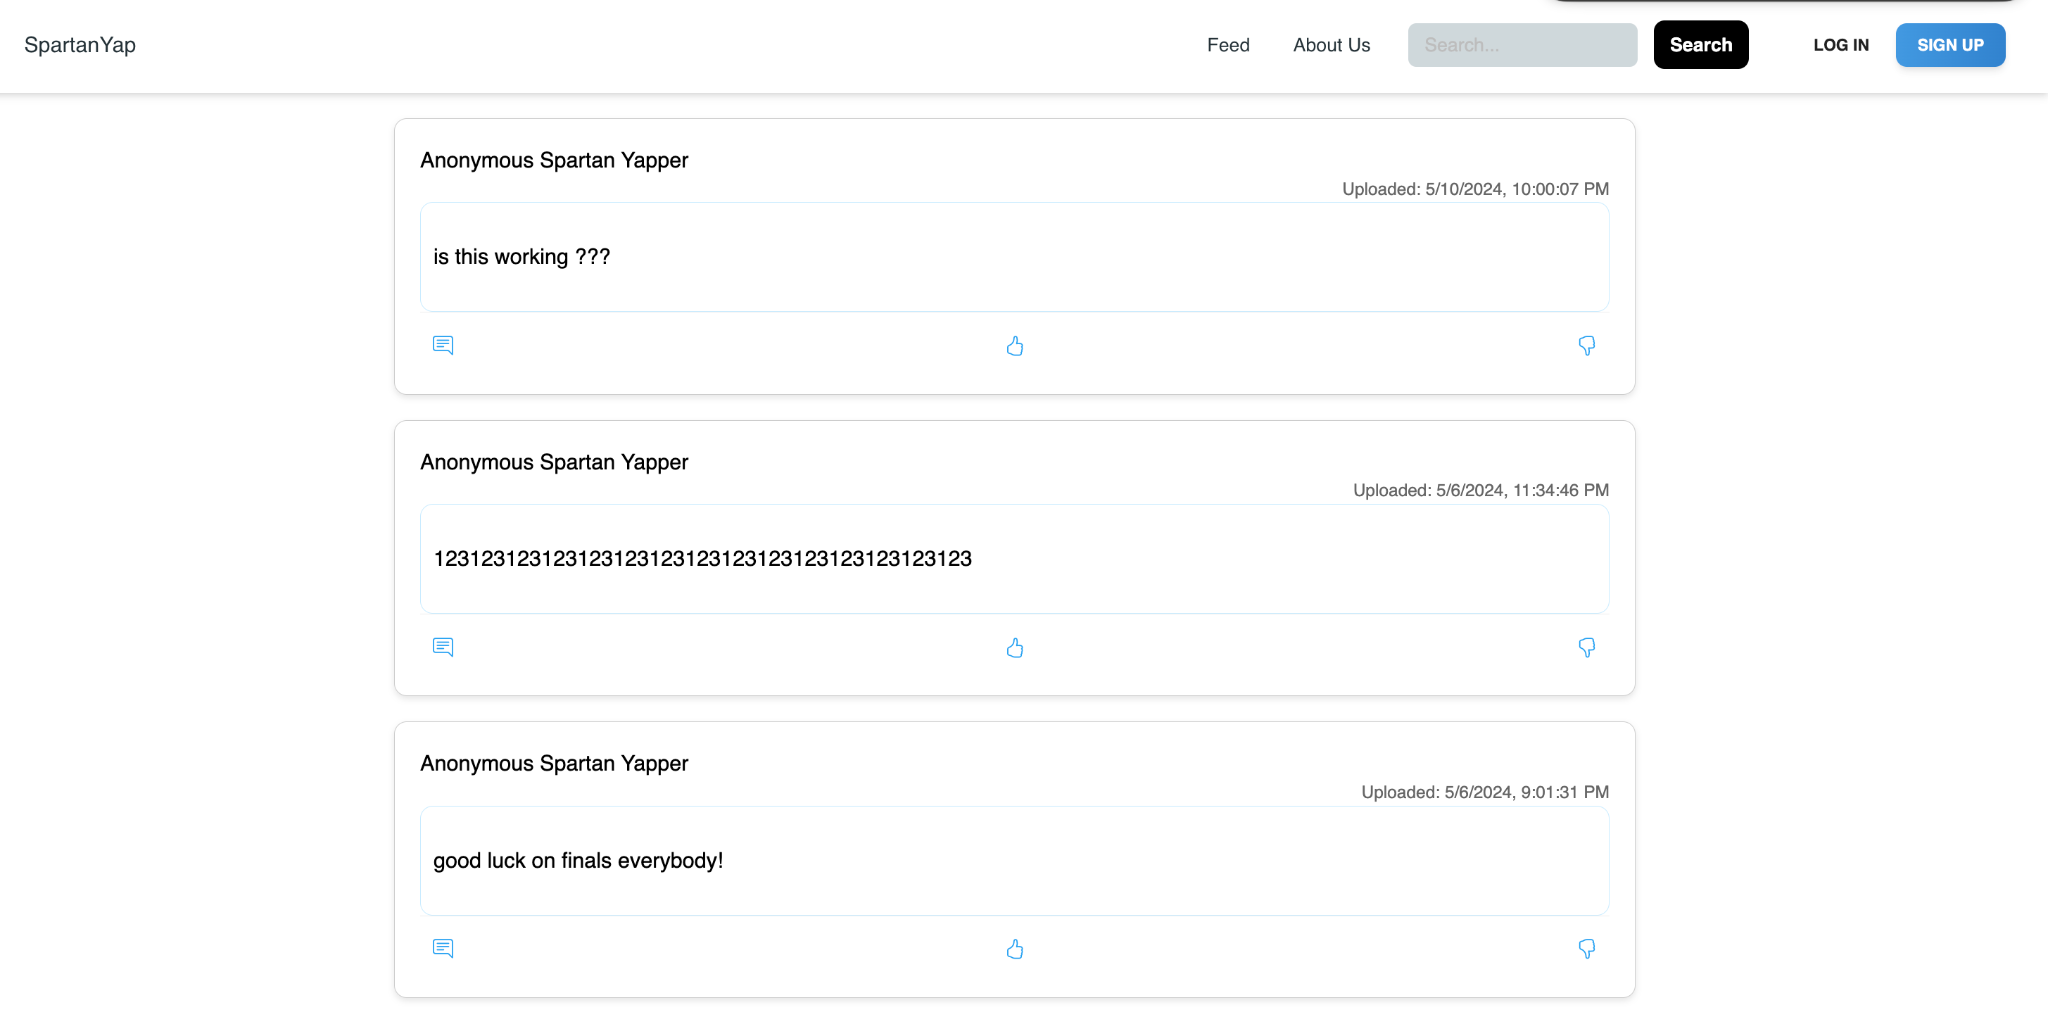 SpartanYap
Feed
About Us
Search...
Search
LOG IN
SIGN UP
Anonymous Spartan Yapper
Uploaded: 5/10/2024, 10:00:07 PM
is this working ???
Anonymous Spartan Yapper
Uploaded: 5/6/2024, 11:34:46 PM
123123123123123123123123123123123123123123123
Anonymous Spartan Yapper
Uploaded: 5/6/2024, 9:01:31 PM
good luck on finals everybody!